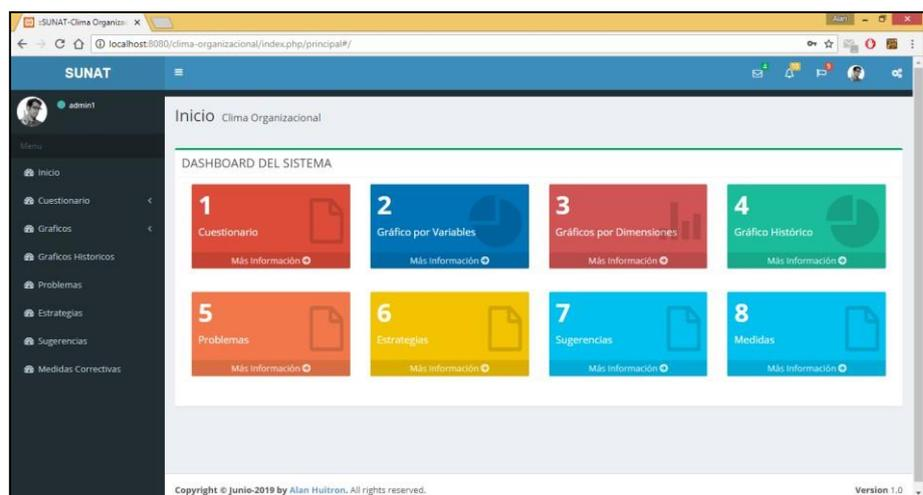 :SUNAT-Clima Organizac
Alan
localhost:8080/clima-organizacional/index.php/principal#/
SUNAT
4
10
9
admin1
Menu
Inicio
Cuestionario
Graficos
Graficos Historicos
Problemas
Estrategias
Sugerencias
Medidas Correctivas
Inicio Clima Organizacional
DASHBOARD DEL SISTEMA
1
Cuestionario
Más Información
2
Gráfico por Variables
Más Información
3
Gráficos por Dimensiones
Más Información
4
Gráfico Histórico
Más Información
5
Problemas
Más Información
6
Estrategias
Más Información
7
Sugerencias
Más Información
8
Medidas
Más Información
Copyright © Junio-2019 by Alan Huitron. All rights reserved.
Version 1.0